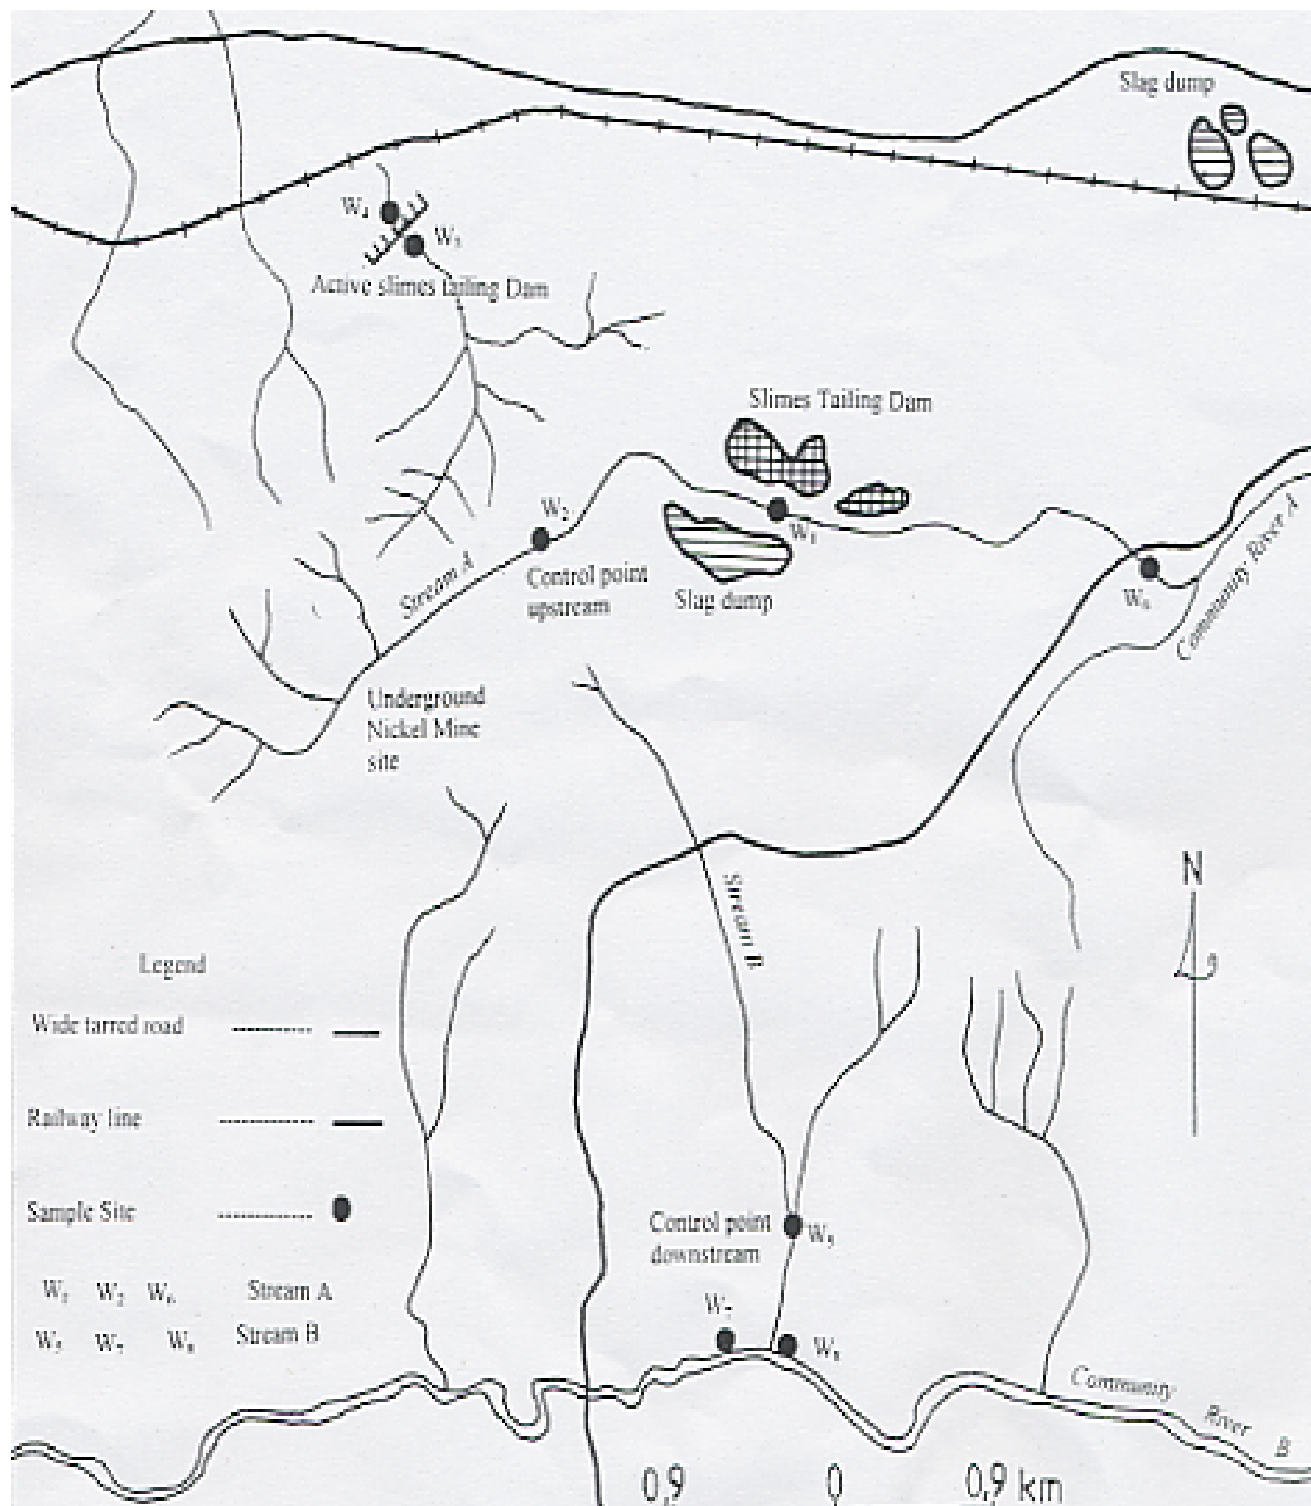 Slag dump
W₄
W₃
Active slimes tailing Dam
Slimes Tailing Dam
W₂
W₁
Stream A
Control point
upstream
Slag dump
W₆
Community River A
Underground
Nickel Mine
site
Stream B
N
Legend
Wide tarred road
Railway line
Sample Site
W₁ W₂ W₆ Stream A
W₅ W₇ W₈ Stream B
Control point
downstream
W₅
W₇
W₈
Community River B
0,9 0 0,9 km